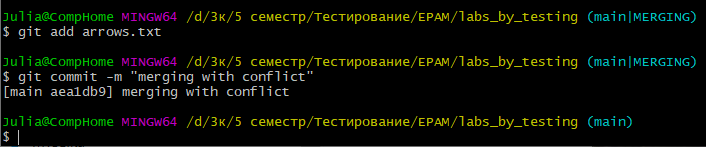 Julia@CompHome MINGW64 /d/3к/5 семестр/Тестирование/EPAM/labs_by_testing (main|MERGING)
$ git add arrows.txt
Julia@CompHome MINGW64 /d/3к/5 семестр/Тестирование/EPAM/labs_by_testing (main|MERGING)
$ git commit -m "merging with conflict"
[main aea1db9] merging with conflict
Julia@CompHome MINGW64 /d/3к/5 семестр/Тестирование/EPAM/labs_by_testing (main)
$